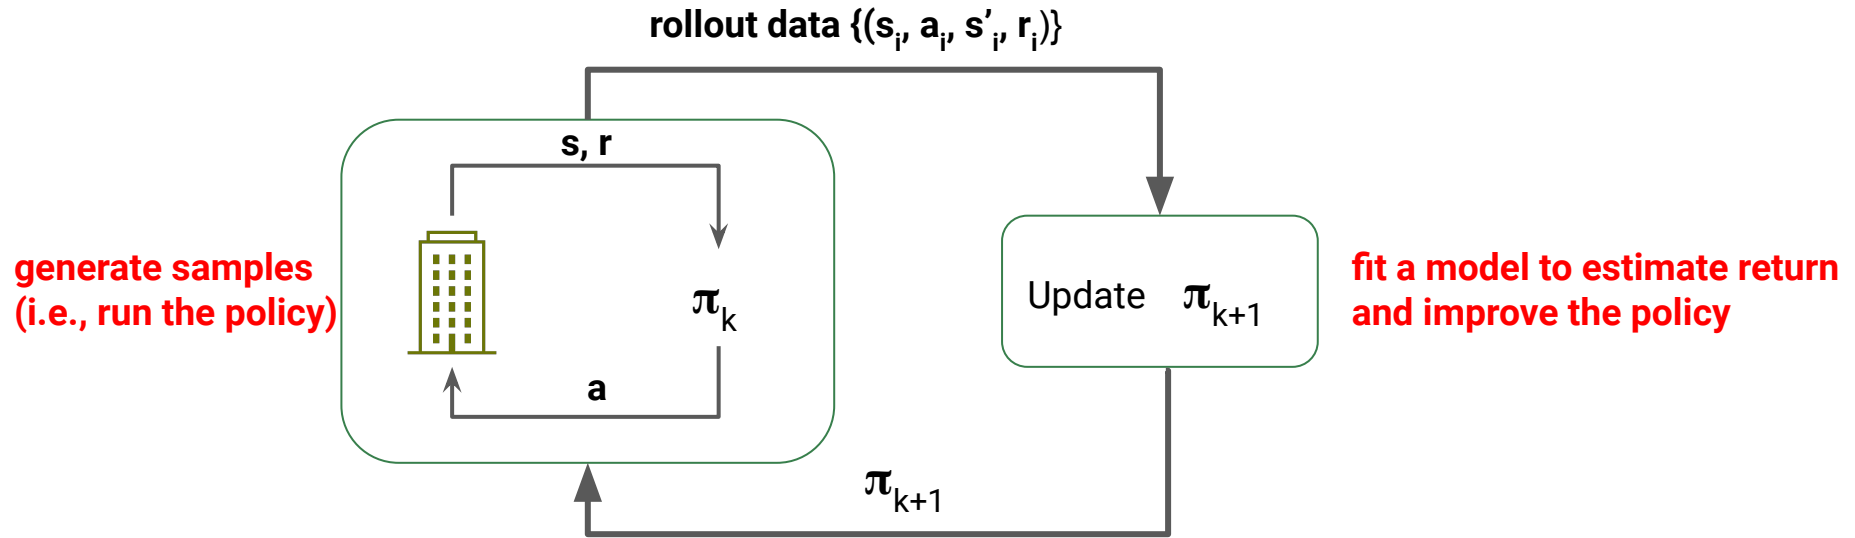 rollout data {(sᵢ, aᵢ, s’ᵢ, rᵢ)}
s, r
generate samples
(i.e., run the policy)
πₖ
a
Update πₖ₊₁
fit a model to estimate return
and improve the policy
πₖ₊₁